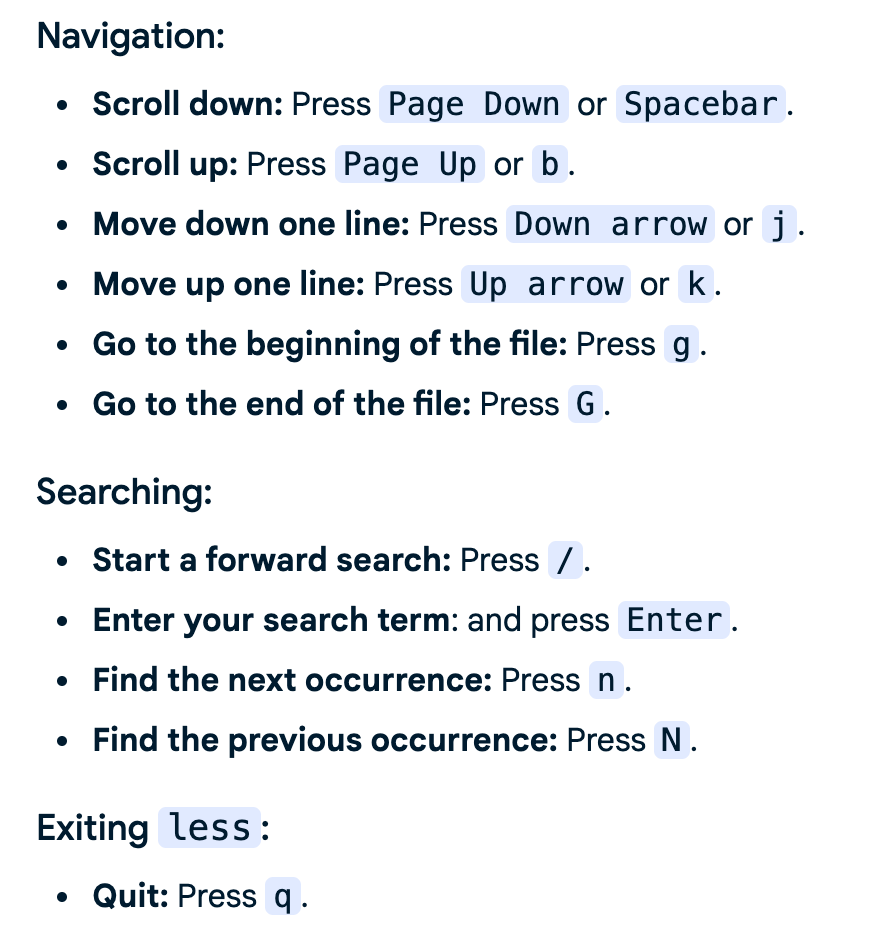 Navigation:
• Scroll down: Press Page Down or Spacebar.
• Scroll up: Press Page Up or b.
• Move down one line: Press Down arrow or j.
• Move up one line: Press Up arrow or k.
• Go to the beginning of the file: Press g.
• Go to the end of the file: Press G.
Searching:
• Start a forward search: Press /.
• Enter your search term: and press Enter.
• Find the next occurrence: Press n.
• Find the previous occurrence: Press N.
Exiting less:
• Quit: Press q.